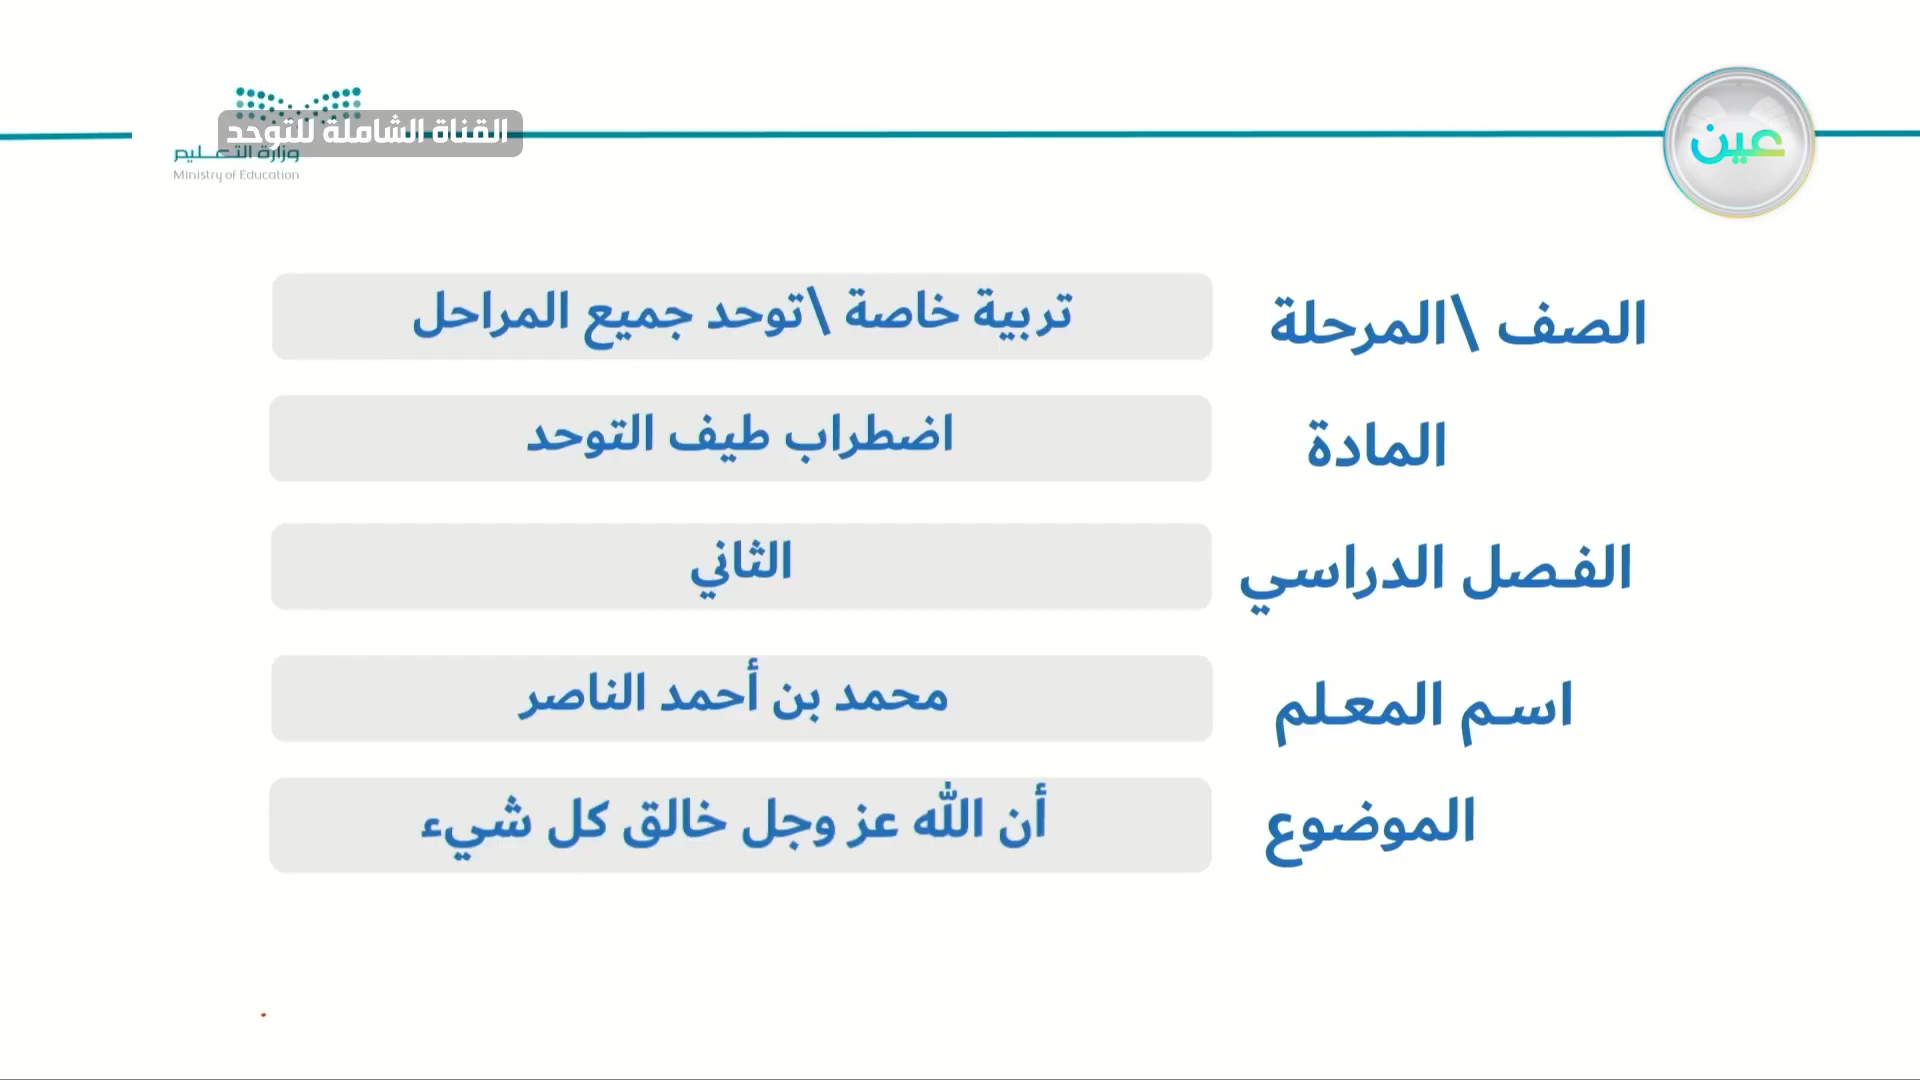 القناة الشاملة للتوحد
وزارة التعليم
Ministry of Education
عين
الصف \المرحلة
تربية خاصة \توحد جميع المراحل
المادة
اضطراب طيف التوحد
الفصل الدراسي
الثاني
اسم المعلم
محمد بن أحمد الناصر
الموضوع
أن الله عز وجل خالق كل شيء